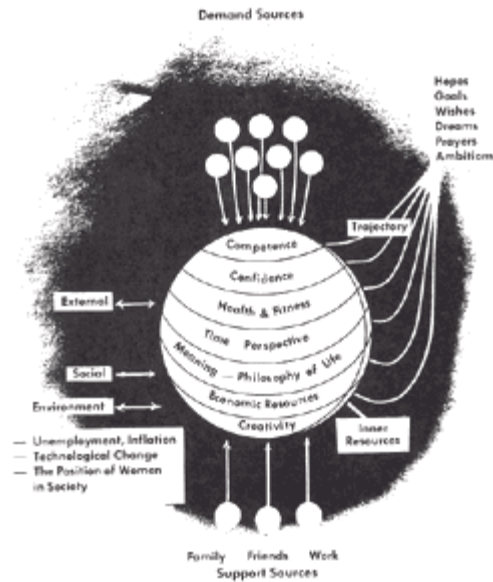 Demand Sources
Hopes
Goals
Wishes
Dreams
Prayers
Ambitions
Trajectory
Competence
Confidence
Health & Fitness
Time Perspective
Meaning — Philosophy of Life
Economic Resources
Creativity
External
Social
Environment
— Unemployment, Inflation
— Technological Change
— The Position of Women
in Society
Inner
Resources
Family Friends Work
Support Sources